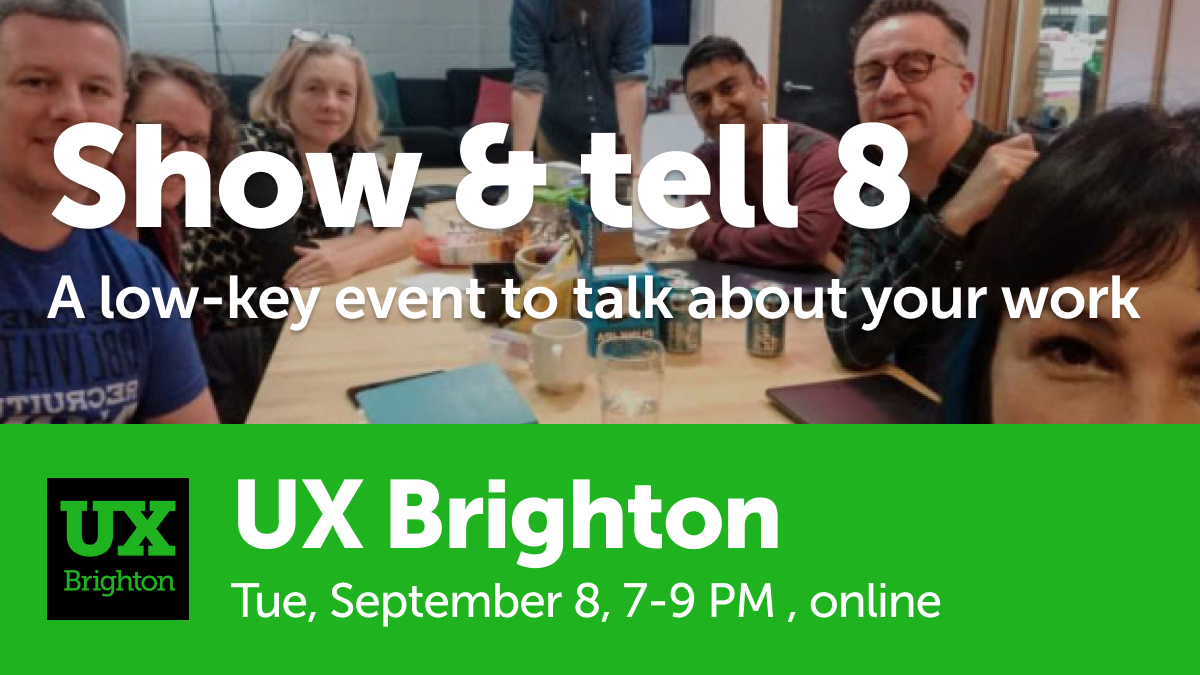 Show & tell 8
A low-key event to talk about your work
RECRUIT
UX
Brighton
UX Brighton
Tue, September 8, 7-9 PM , online